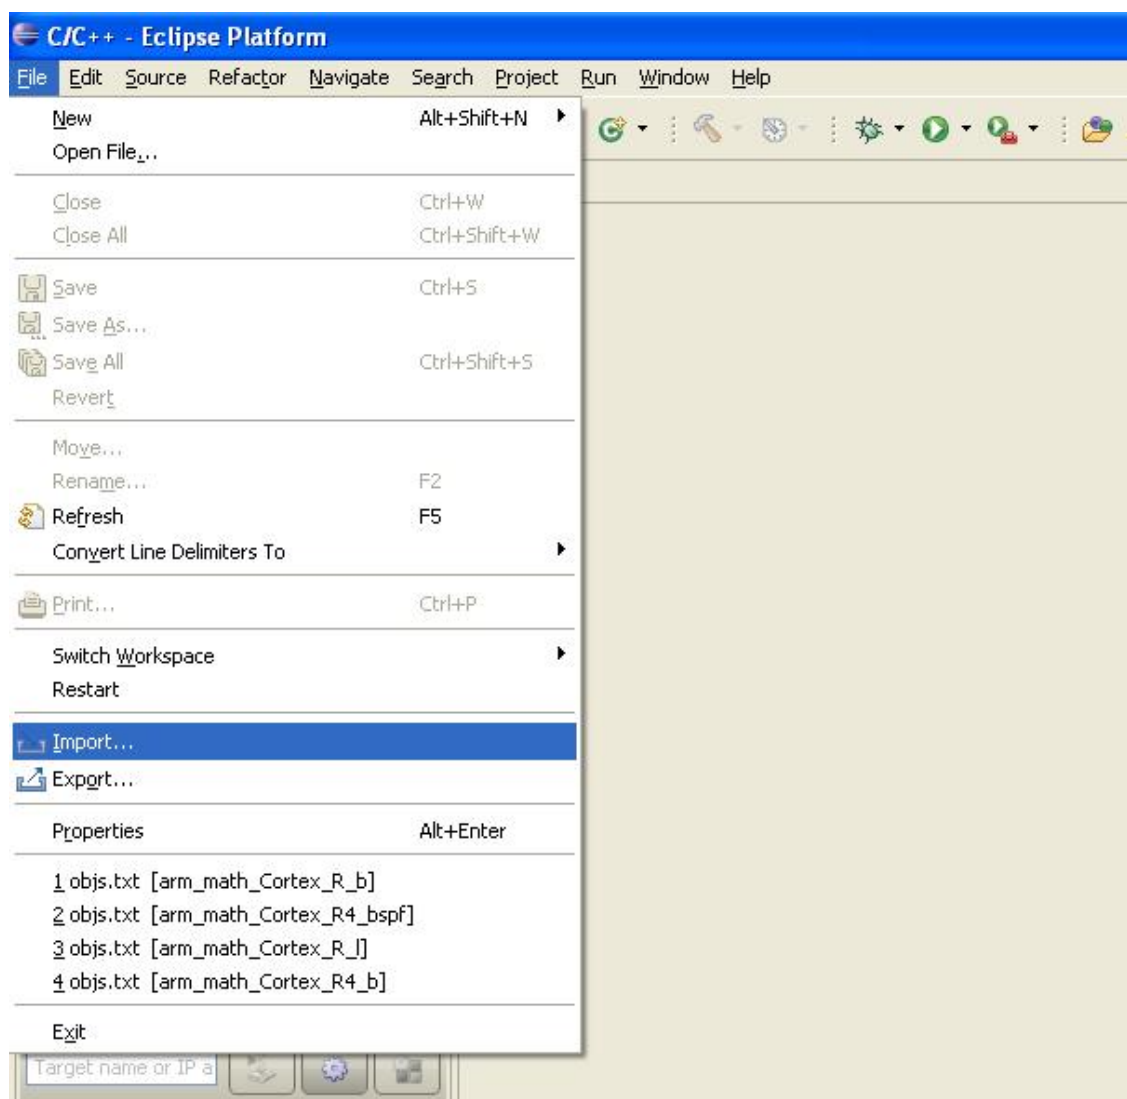 C/C++ - Eclipse Platform
File Edit Source Refactor Navigate Search Project Run Window Help
New Alt+Shift+N
Open File...
Close Ctrl+W
Close All Ctrl+Shift+W
Save Ctrl+S
Save As...
Save All Ctrl+Shift+S
Revert
Move...
Rename... F2
Refresh F5
Convert Line Delimiters To
Print... Ctrl+P
Switch Workspace
Restart
Import...
Export...
Properties Alt+Enter
1 objs.txt [arm_math_Cortex_R_b]
2 objs.txt [arm_math_Cortex_R4_bspf]
3 objs.txt [arm_math_Cortex_R_l]
4 objs.txt [arm_math_Cortex_R4_b]
Exit
Target name or IP a